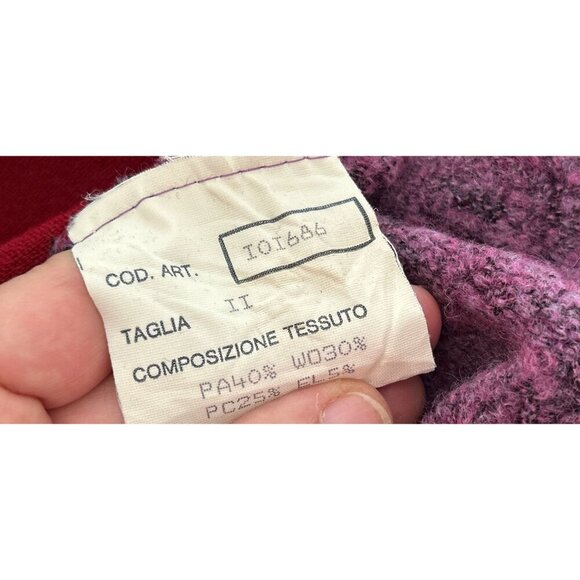 COD. ART. IOI686
TAGLIA II
COMPOSIZIONE TESSUTO
PA40% WO30%
PC25% EL5%